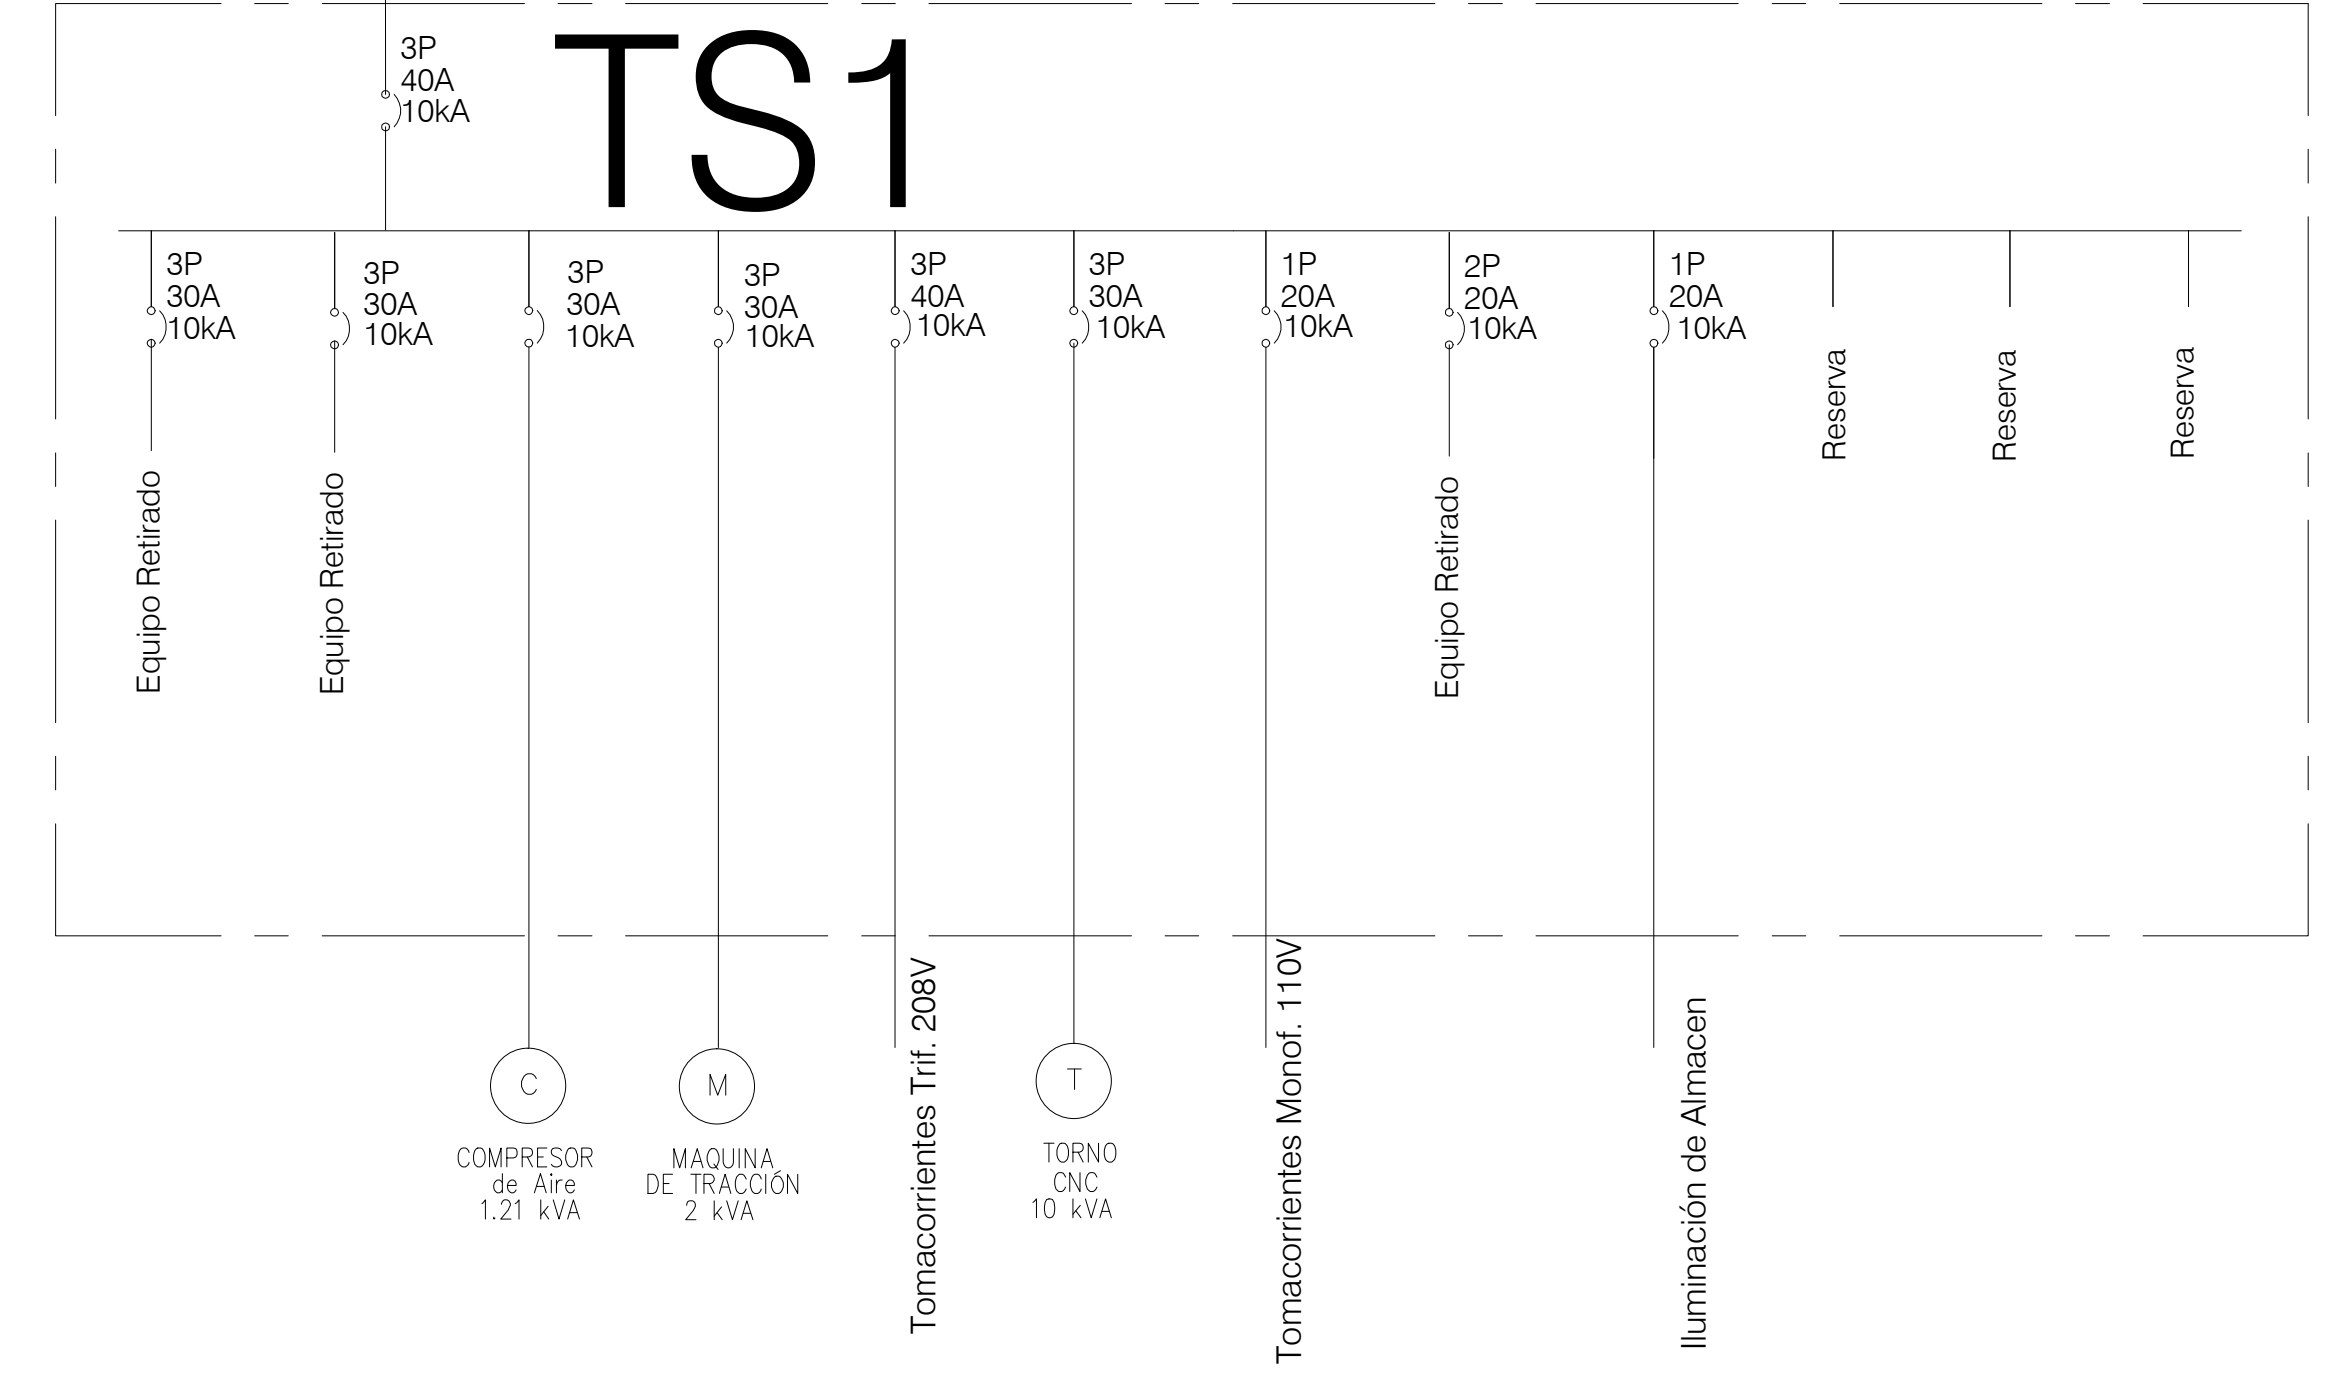 3P
40A
10kA
TS1
3P
30A
10kA
3P
30A
10kA
3P
30A
10kA
3P
30A
10kA
3P
40A
10kA
3P
30A
10kA
1P
20A
10kA
2P
20A
10kA
1P
20A
10kA
Reserva
Reserva
Reserva
Equipo Retirado
Equipo Retirado
Equipo Retirado
C
COMPRESOR
de Aire
1.21 kVA
M
MAQUINA
DE TRACCIÓN
2 kVA
Tomacorrientes Trif. 208V
T
TORNO
CNC
10 kVA
Tomacorrientes Monof. 110V
Iluminación de Almacen